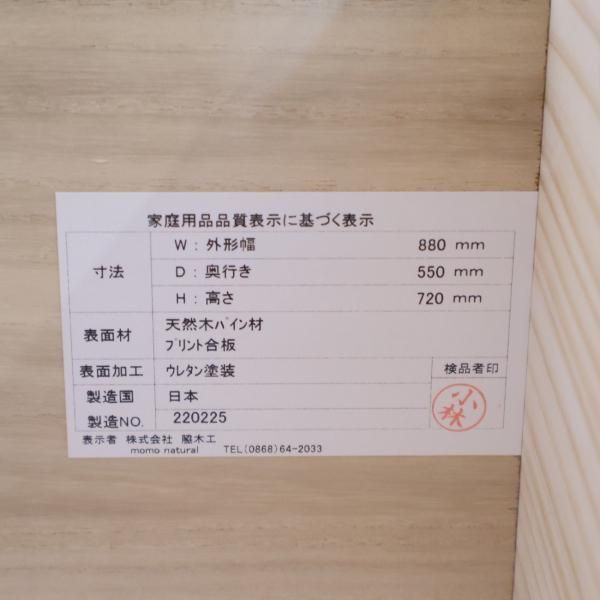 家庭用品品質表示に基づく表示
寸法
W：外形幅 880 mm
D：奥行き 550 mm
H：高さ 720 mm
表面材 天然木ﾊﾟｲﾝ材
ﾌﾟﾘﾝﾄ合板
表面加工 ｳﾚﾀﾝ塗装 検品者印
製造国 日本
小林
製造NO. 220225
表示者 株式会社 脇木工
momo natural TEL(0868)64-2033